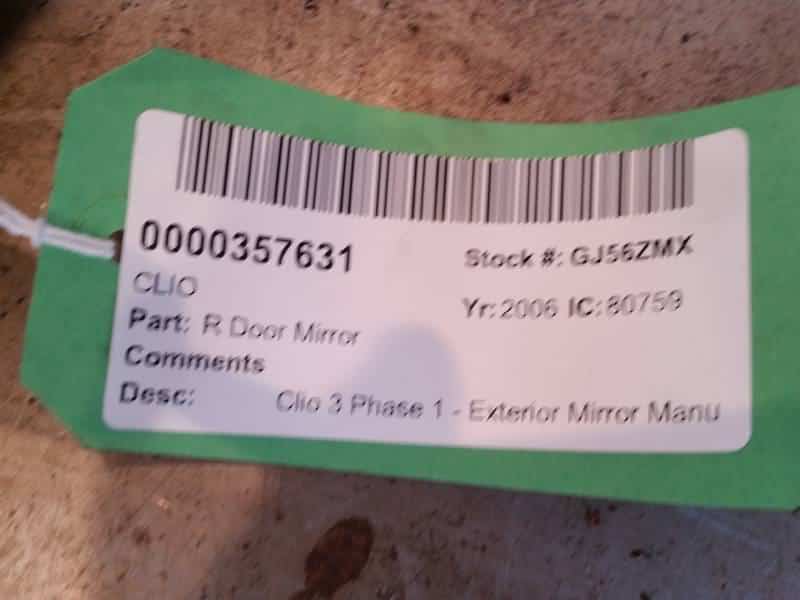 0000357631
Stock #: GJ56ZMX
CLIO
Yr: 2006 IC: 80759
Part: R Door Mirror
Comments
Desc: Clio 3 Phase 1 - Exterior Mirror Manu